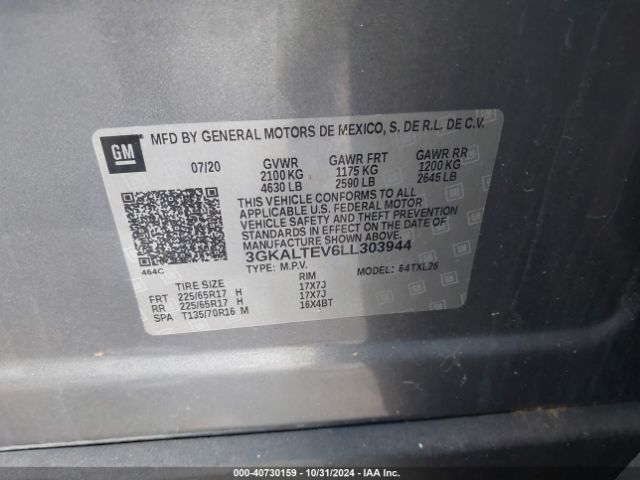 GM
MFD BY GENERAL MOTORS DE MEXICO, S. DE R.L. DE C.V.
07/20 GVWR GAWR FRT GAWR RR
2100 KG 1175 KG 1200 KG
4630 LB 2590 LB 2645 LB
THIS VEHICLE CONFORMS TO ALL
APPLICABLE U.S. FEDERAL MOTOR
VEHICLE SAFETY AND THEFT PREVENTION
STANDARDS IN EFFECT ON THE DATE OF
MANUFACTURE SHOWN ABOVE.
3GKALTEV6LL303944
464C TYPE: M.P.V. MODEL: 64TXL26
TIRE SIZE RIM
FRT 225/65R17 H 17X7J
RR 225/65R17 H 17X7J
SPA T135/70R16 M 16X4BT
000-40730159 - 10/31/2024 - IAA Inc.